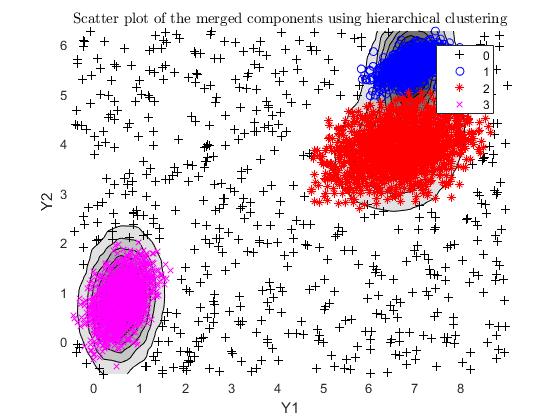 Scatter plot of the merged components using hierarchical clustering
6
5
4
3
2
1
0
Y2
0
1
2
3
0 1 2 3 4 5 6 7 8
Y1